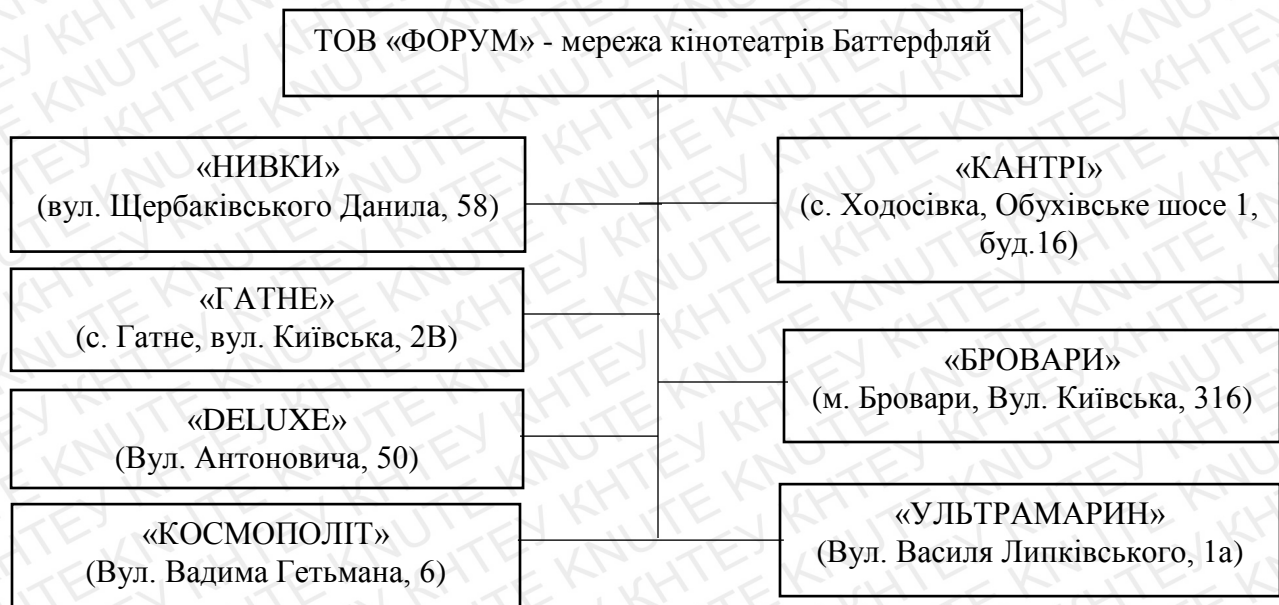 ТОВ «ФОРУМ» - мережа кінотеатрів Баттерфляй
«НИВКИ»
(вул. Щербаківського Данила, 58)
«ГАТНЕ»
(с. Гатне, вул. Київська, 2В)
«DELUXE»
(Вул. Антоновича, 50)
«КОСМОПОЛІТ»
(Вул. Вадима Гетьмана, 6)
«КАНТРІ»
(с. Ходосівка, Обухівське шосе 1,
буд.16)
«БРОВАРИ»
(м. Бровари, Вул. Київська, 316)
«УЛЬТРАМАРИН»
(Вул. Василя Липківського, 1а)